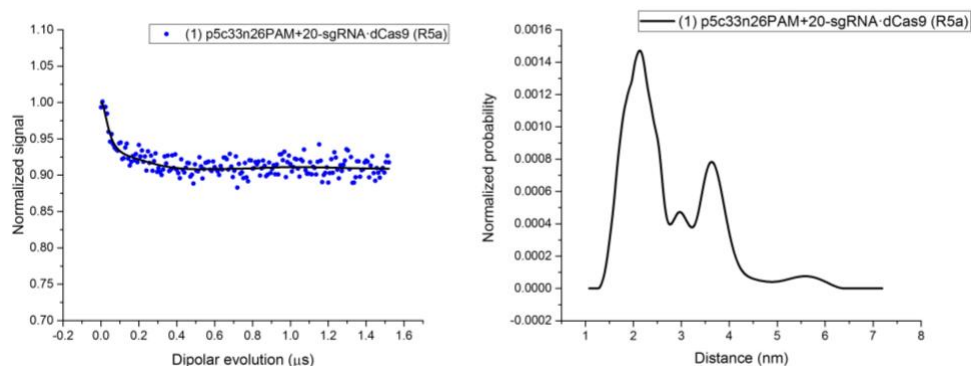 (1) p5c33n26PAM+20-sgRNA·dCas9 (R5a)
1.10
1.05
1.00
0.95
0.90
0.85
0.80
0.75
0.70
Normalized signal
-0.2 0.0 0.2 0.4 0.6 0.8 1.0 1.2 1.4 1.6
Dipolar evolution (μs)
(1) p5c33n26PAM+20-sgRNA·dCas9 (R5a)
0.0016
0.0014
0.0012
0.0010
0.0008
0.0006
0.0004
0.0002
0.0000
-0.0002
Normalized probability
1 2 3 4 5 6 7 8
Distance (nm)